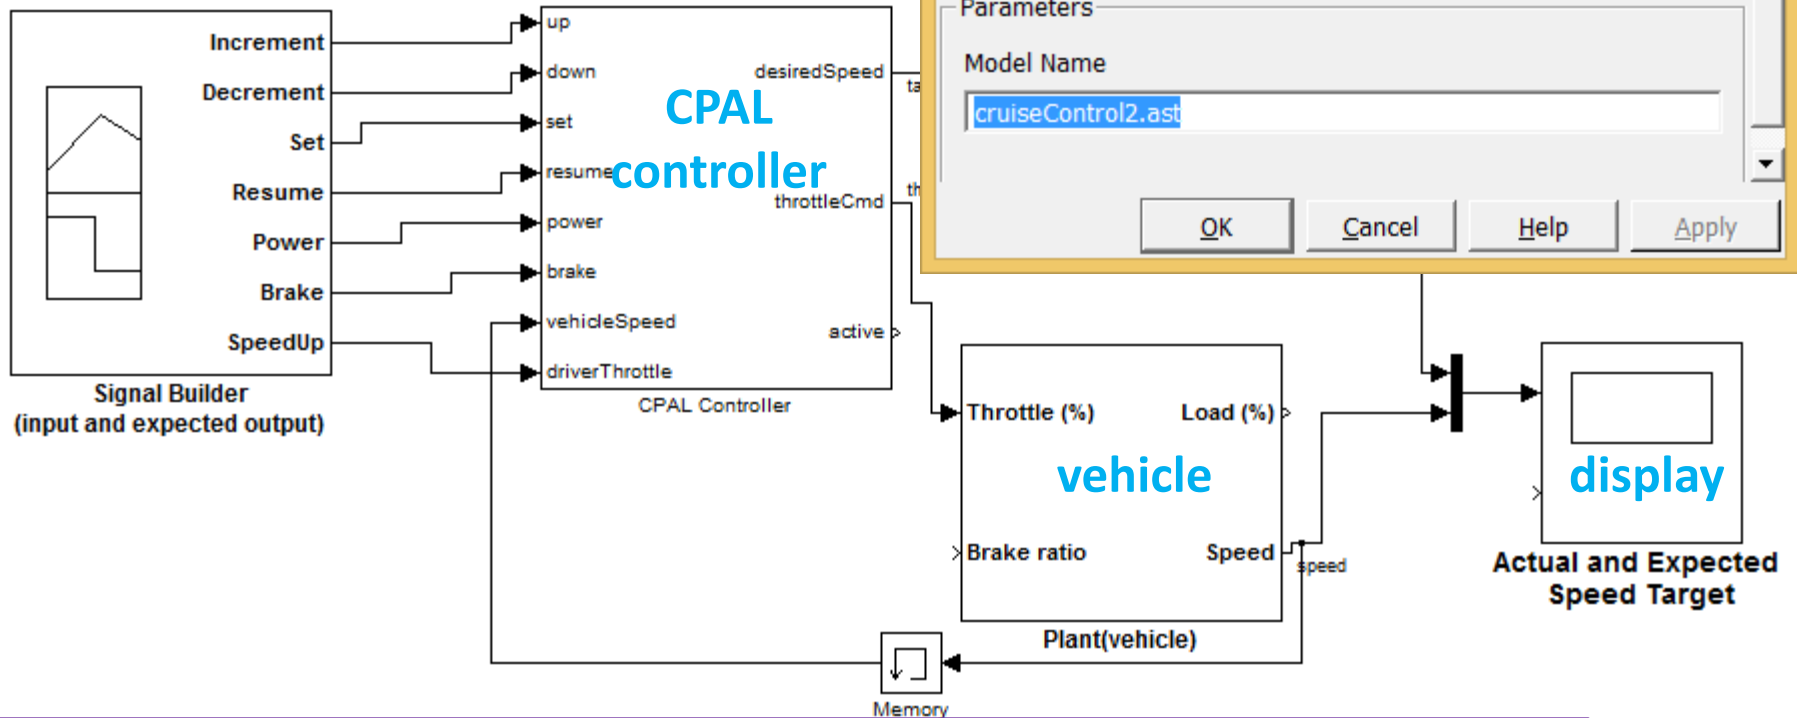 Increment
Decrement
Set
Resume
Power
Brake
SpeedUp
Signal Builder
(input and expected output)
up
down
set
resume
power
brake
vehicleSpeed
driverThrottle
desiredSpeed
throttleCmd
active
CPAL
controller
CPAL Controller
ta
th
Parameters
Model Name
cruiseControl2.ast
OK
Cancel
Help
Apply
Throttle (%)
Load (%)
vehicle
Brake ratio
Speed
speed
Plant(vehicle)
Memory
display
Actual and Expected
Speed Target